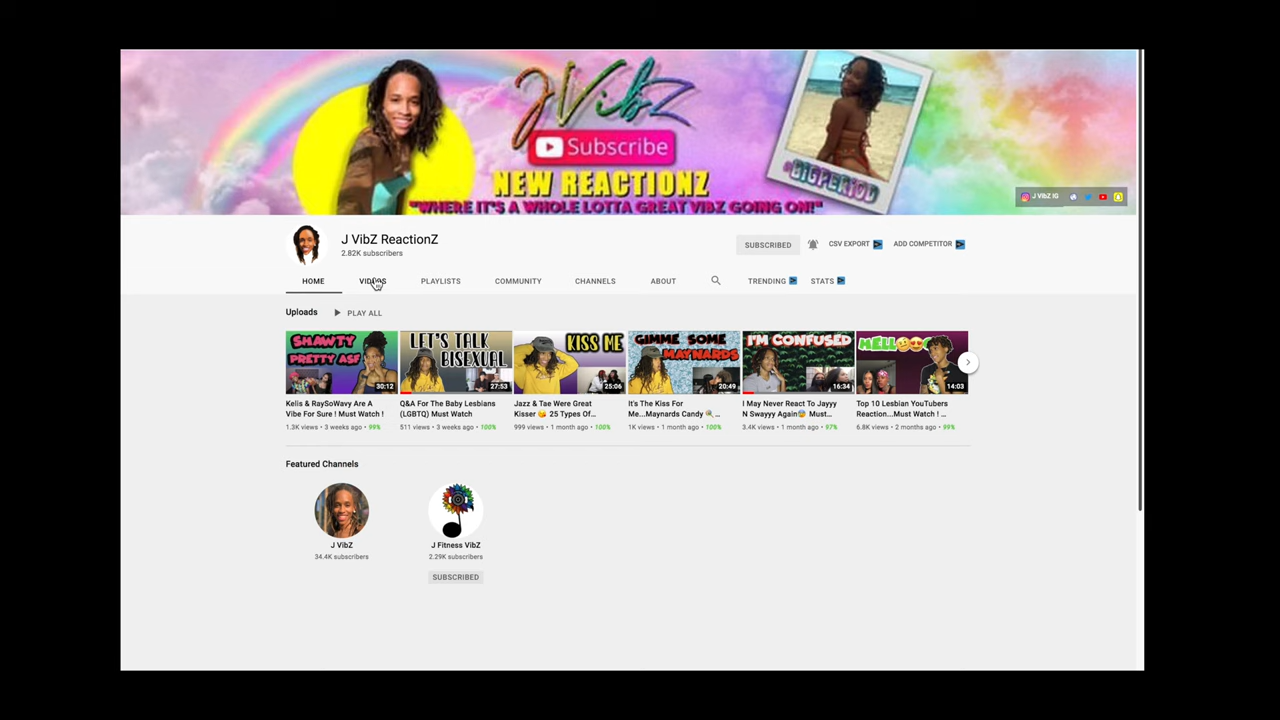 JVibZ
Subscribe
NEW REACTIONZ
"WHERE IT'S A WHOLE LOTTA GREAT VIBZ GOING ON!"
#BIGPERIOD
J VibZ IG
J VibZ ReactionZ
2.82K subscribers
SUBSCRIBED
CSV EXPORT
ADD COMPETITOR
HOME
VIDEOS
PLAYLISTS
COMMUNITY
CHANNELS
ABOUT
TRENDING
STATS
Uploads
PLAY ALL
SHAWTY
PRETTY ASF
30:12
LET'S TALK
BISEXUAL
27:53
KISS ME
25:06
GIMME SOME
MAYNARDS
20:49
I'M CONFUSED
16:34
HELLO
14:03
Kelis & RaySoWavy Are A
Vibe For Sure ! Must Watch !
1.3K views • 3 weeks ago • 99%
Q&A For The Baby Lesbians
(LGBTQ) Must Watch
511 views • 3 weeks ago • 100%
Jazz & Tae Were Great
Kisser 😘 25 Types Of...
999 views • 1 month ago • 100%
It's The Kiss For
Me...Maynards Candy 🍭...
1K views • 1 month ago • 100%
I May Never React To Jayyy
N Swayyy Again😰 Must...
3.4K views • 1 month ago • 97%
Top 10 Lesbian YouTubers
Reaction...Must Watch ! ...
6.8K views • 2 months ago • 99%
Featured Channels
J VibZ
34.4K subscribers
J Fitness VibZ
2.29K subscribers
SUBSCRIBED